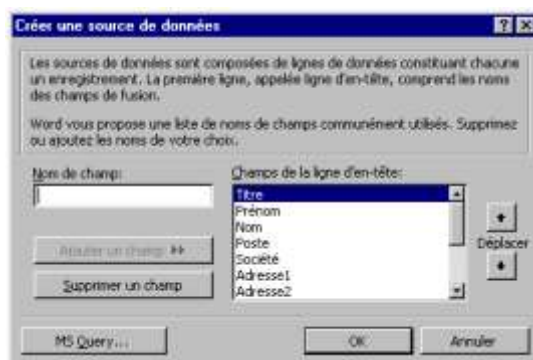 Créer une source de données
Les sources de données sont composées de lignes de données constituant chacune
un enregistrement. La première ligne, appelée ligne d'en-tête, comprend les noms
des champs de fusion.
Word vous propose une liste de noms de champs communément utilisés. Supprimez
ou ajoutez les noms de votre choix.
Nom de champ:
Champs de la ligne d'en-tête:
Titre
Prénom
Nom
Poste
Société
Adresse1
Adresse2
Ajouter un champ
Supprimer un champ
Déplacer
MS Query...
OK
Annuler